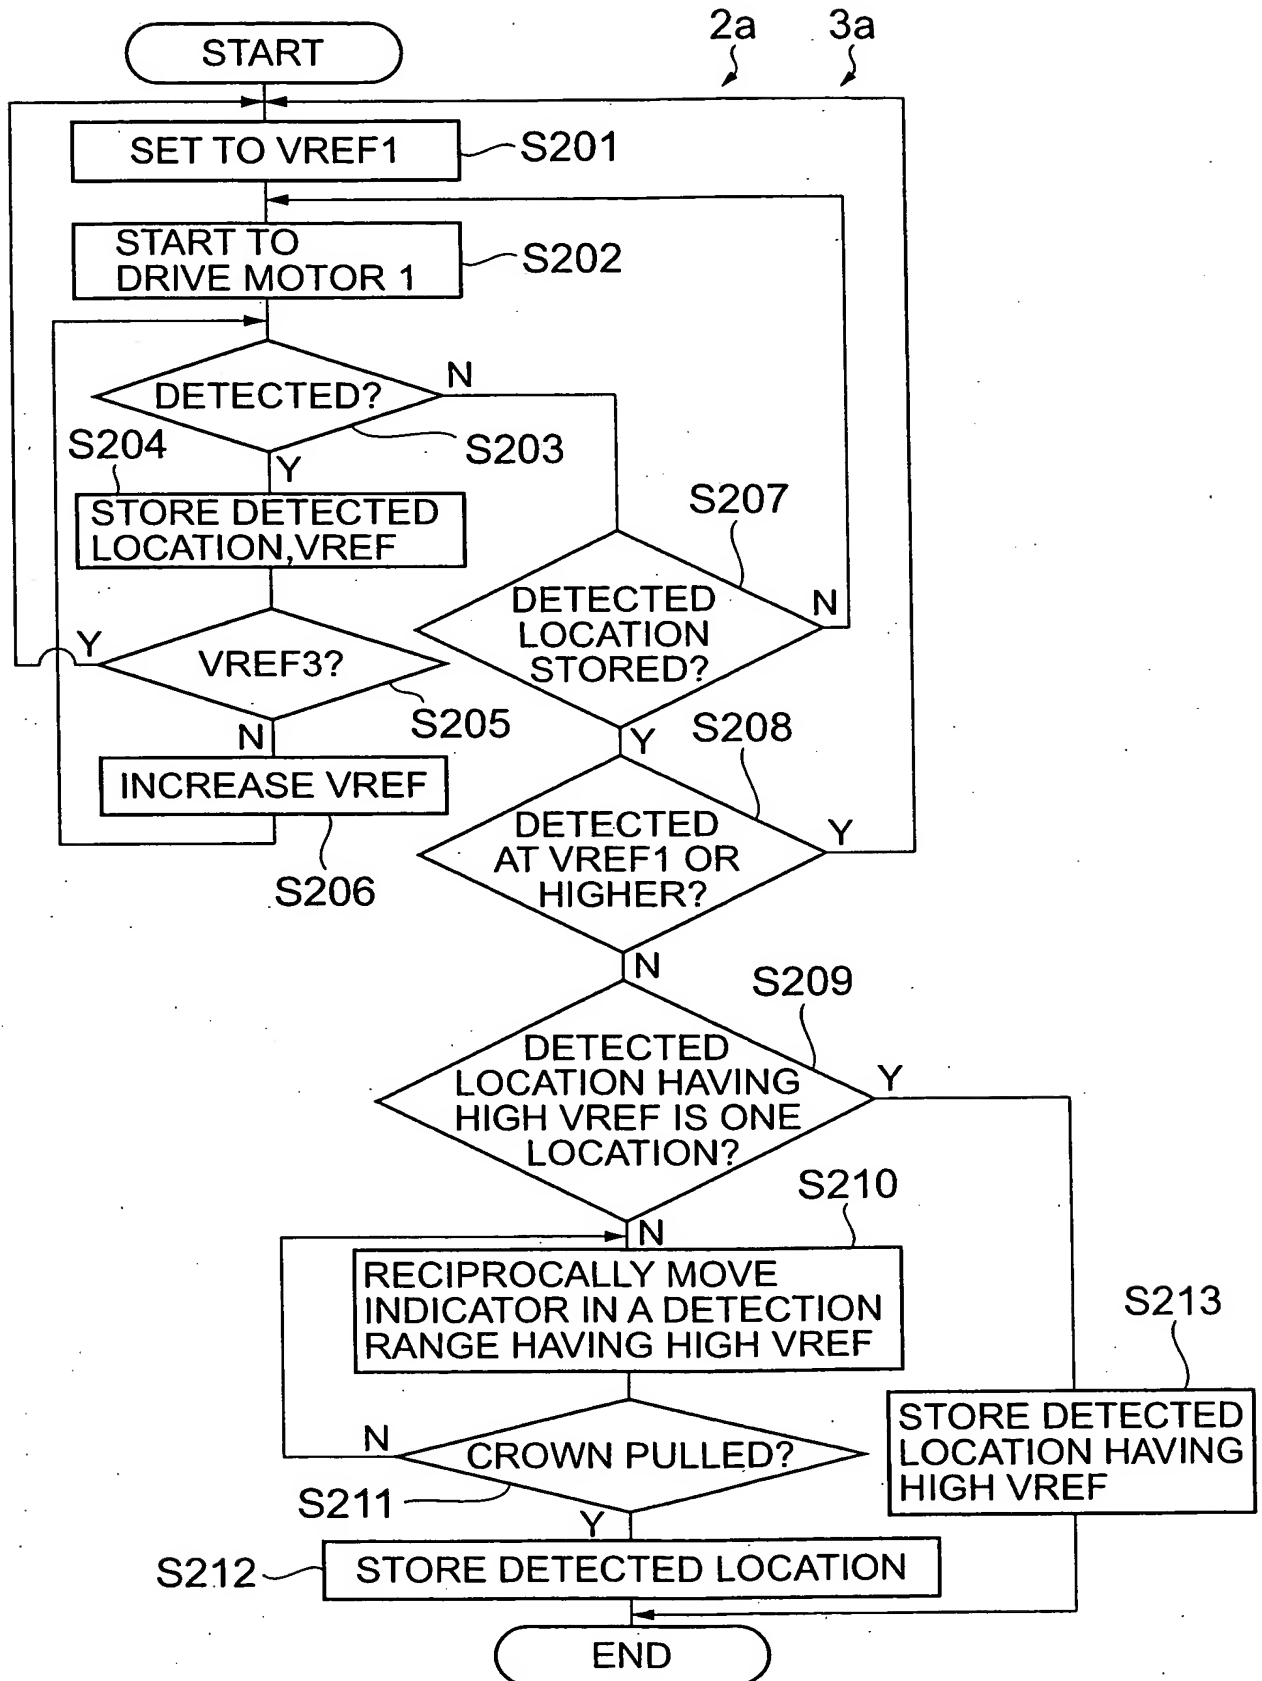 2a
3a
START
SET TO VREF1
S201
START TO
DRIVE MOTOR 1
S202
DETECTED?
N
S203
S204
Y
STORE DETECTED
LOCATION,VREF
S207
DETECTED
LOCATION
STORED?
N
Y
VREF3?
S205
N
Y
S208
INCREASE VREF
S206
DETECTED
AT VREF1 OR
HIGHER?
Y
N
S209
DETECTED
LOCATION HAVING
HIGH VREF IS ONE
LOCATION?
Y
N
S210
RECIPROCALLY MOVE
INDICATOR IN A DETECTION
RANGE HAVING HIGH VREF
S213
STORE DETECTED
LOCATION HAVING
HIGH VREF
N
CROWN PULLED?
S211
Y
S212
STORE DETECTED LOCATION
END